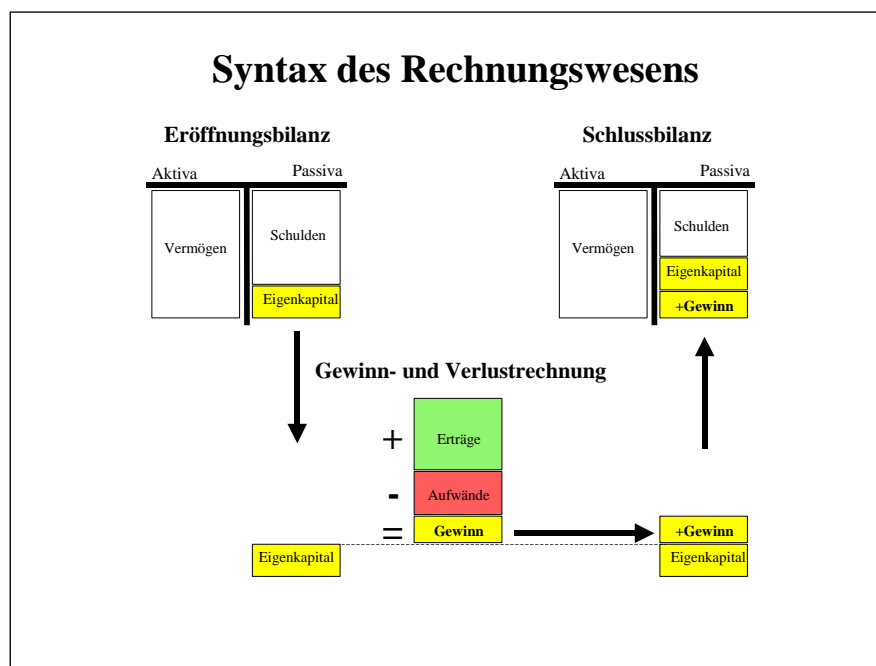 Syntax des Rechnungswesens
Eröffnungsbilanz
Schlussbilanz
Aktiva
Passiva
Aktiva
Passiva
Vermögen
Schulden
Eigenkapital
Vermögen
Schulden
Eigenkapital
+Gewinn
Gewinn- und Verlustrechnung
+
Erträge
-
Aufwände
=
Gewinn
+Gewinn
Eigenkapital
Eigenkapital